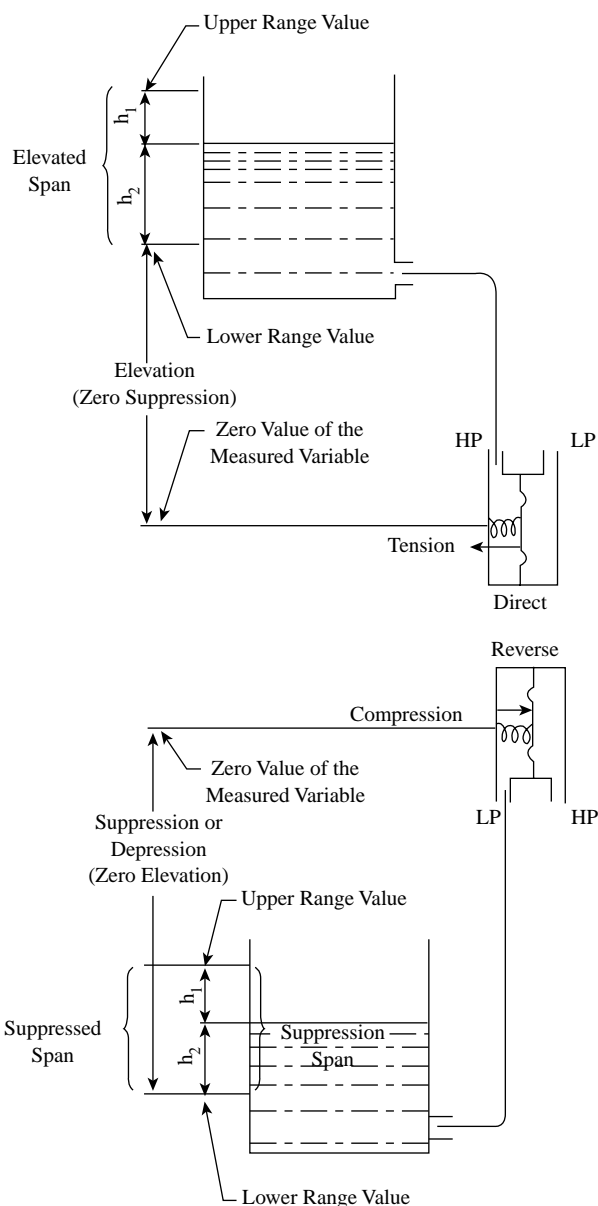 Upper Range Value
h1
Elevated
Span
h2
Lower Range Value
Elevation
(Zero Suppression)
Zero Value of the
Measured Variable
HP
LP
Tension
Direct
Reverse
Compression
Zero Value of the
Measured Variable
LP
HP
Suppression or
Depression
(Zero Elevation)
Upper Range Value
h1
Suppressed
Span
h2
Suppression
Span
Lower Range Value